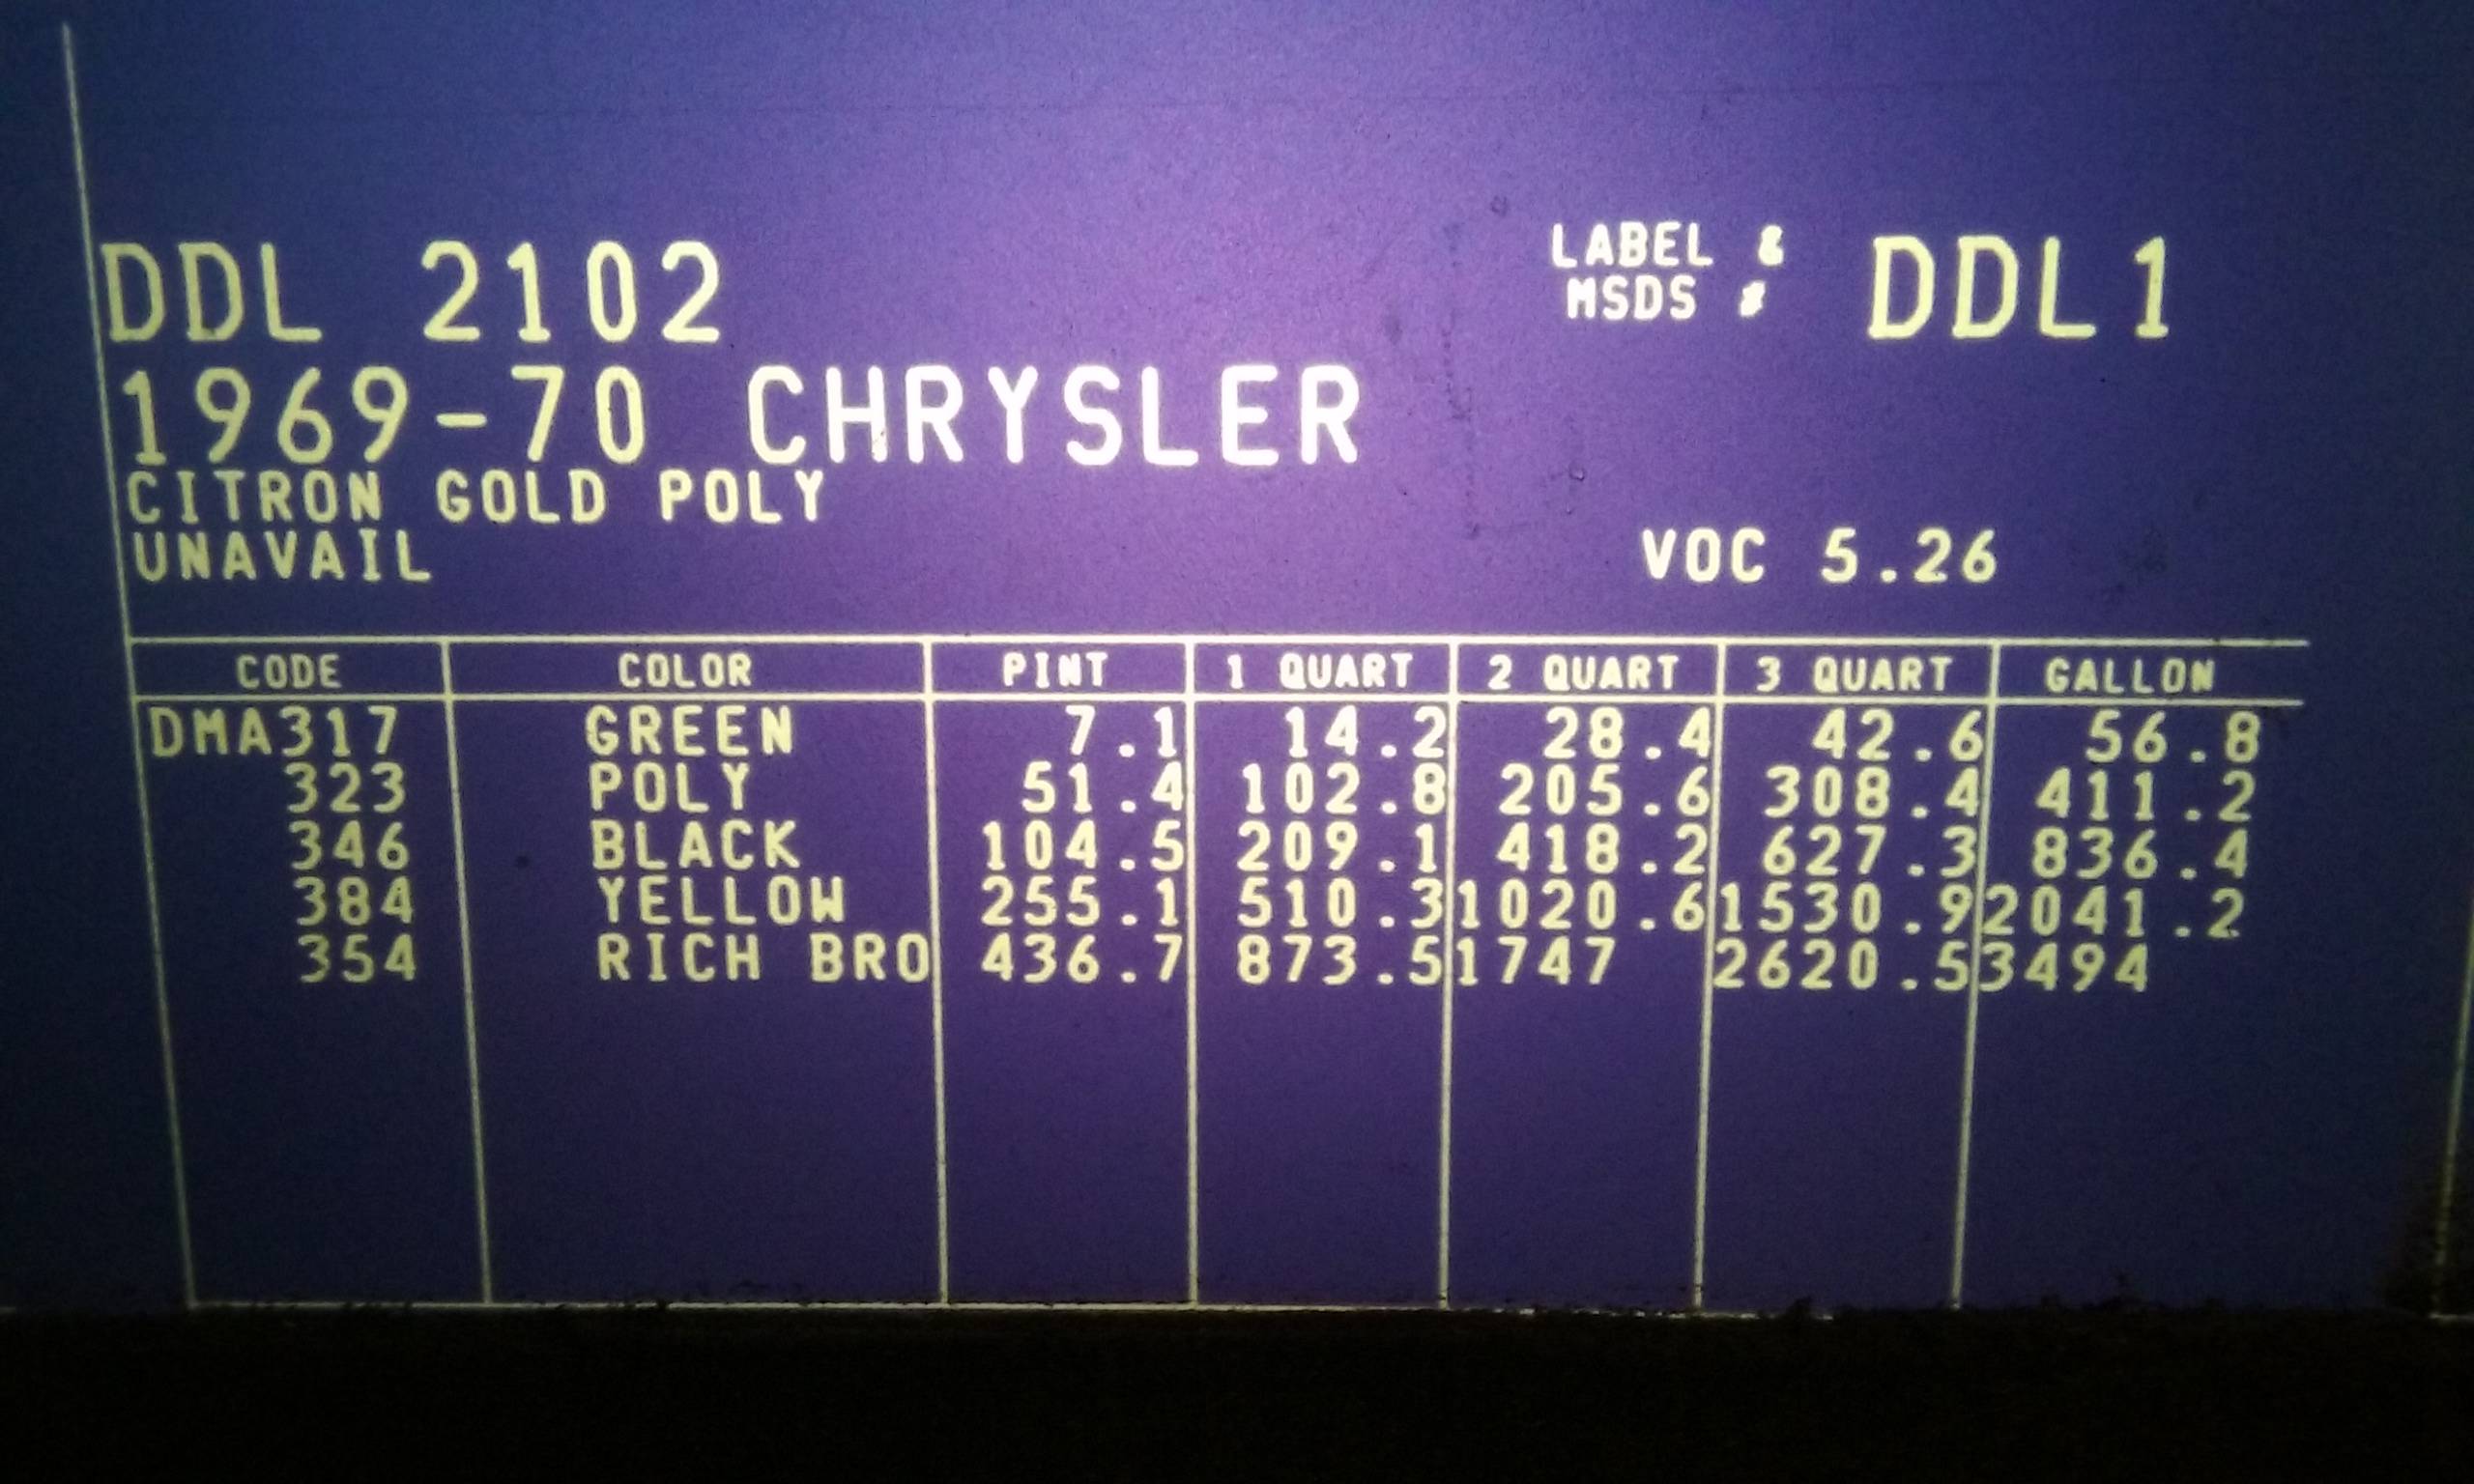 DDL 2102
LABEL &
MSDS # DDL1
1969-70 CHRYSLER
CITRON GOLD POLY
UNAVAIL
VOC 5.26
CODE COLOR PINT 1 QUART 2 QUART 3 QUART GALLON
DMA317 GREEN 7.1 14.2 28.4 42.6 56.8
323 POLY 51.4 102.8 205.6 308.4 411.2
346 BLACK 104.5 209.1 418.2 627.3 836.4
384 YELLOW 255.1 510.3 1020.6 1530.9 2041.2
354 RICH BRO 436.7 873.5 1747 2620.5 3494